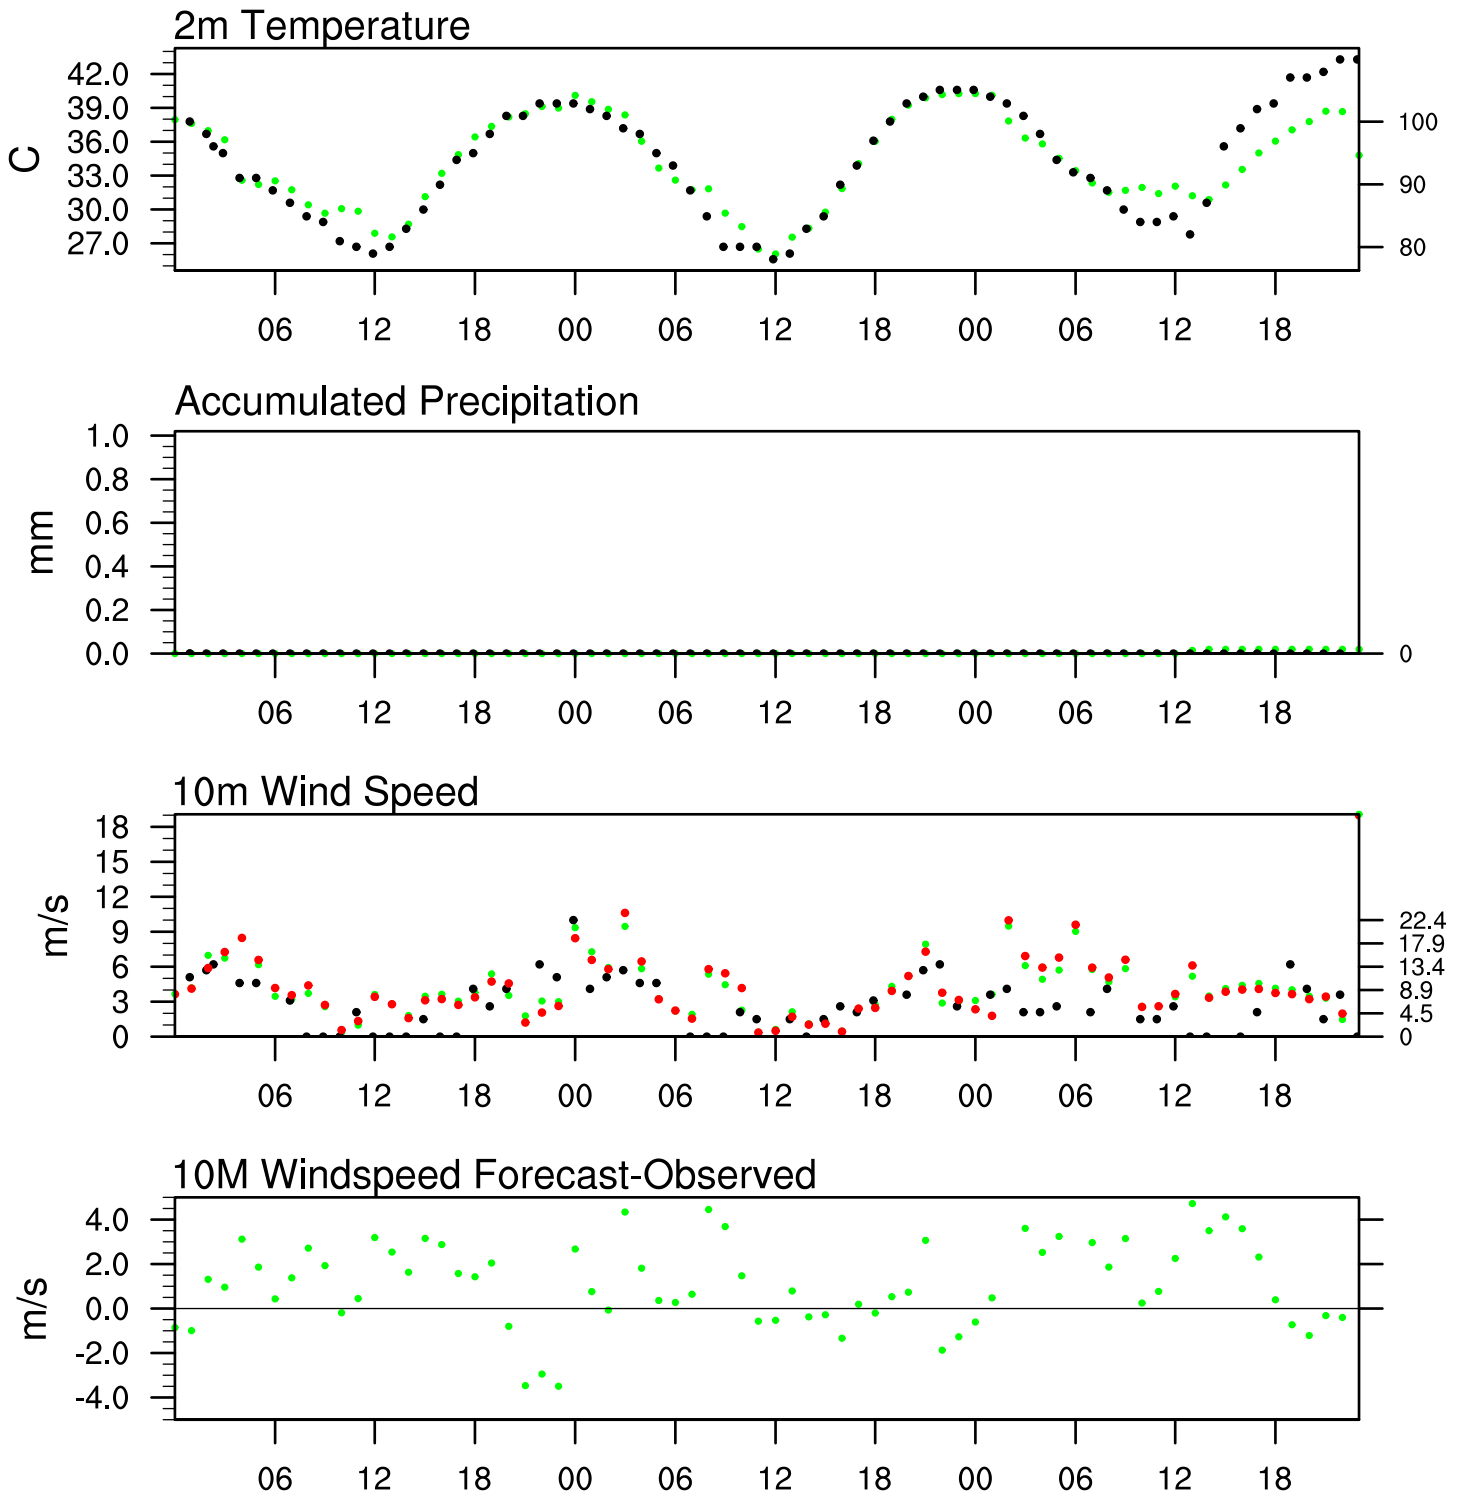 2m Temperature
C
42.0
39.0
36.0
33.0
30.0
27.0
100
90
80
06 12 18 00 06 12 18 00 06 12 18
Accumulated Precipitation
mm
1.0
0.8
0.6
0.4
0.2
0.0
0
06 12 18 00 06 12 18 00 06 12 18
10m Wind Speed
m/s
18
15
12
9
6
3
0
22.4
17.9
13.4
8.9
4.5
0
06 12 18 00 06 12 18 00 06 12 18
10M Windspeed Forecast-Observed
m/s
4.0
2.0
0.0
-2.0
-4.0
06 12 18 00 06 12 18 00 06 12 18